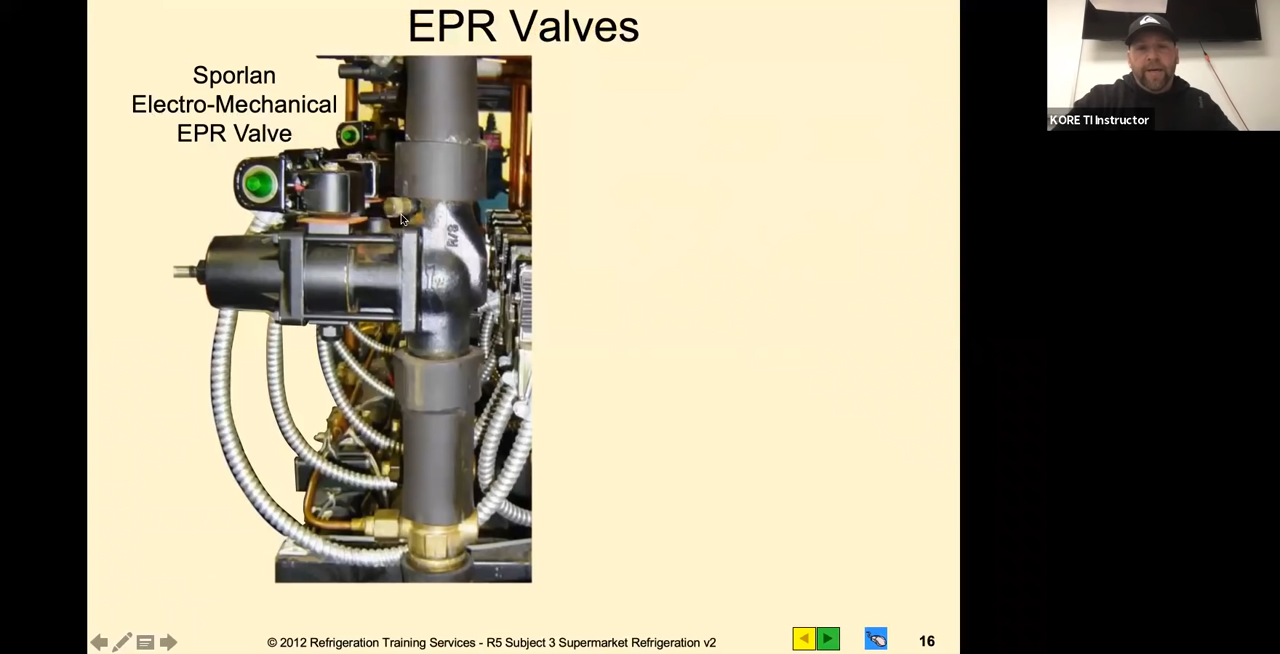 EPR Valves
Sporlan
Electro-Mechanical
EPR Valve
R/S
KORE TI Instructor
© 2012 Refrigeration Training Services - R5 Subject 3 Supermarket Refrigeration v2
16